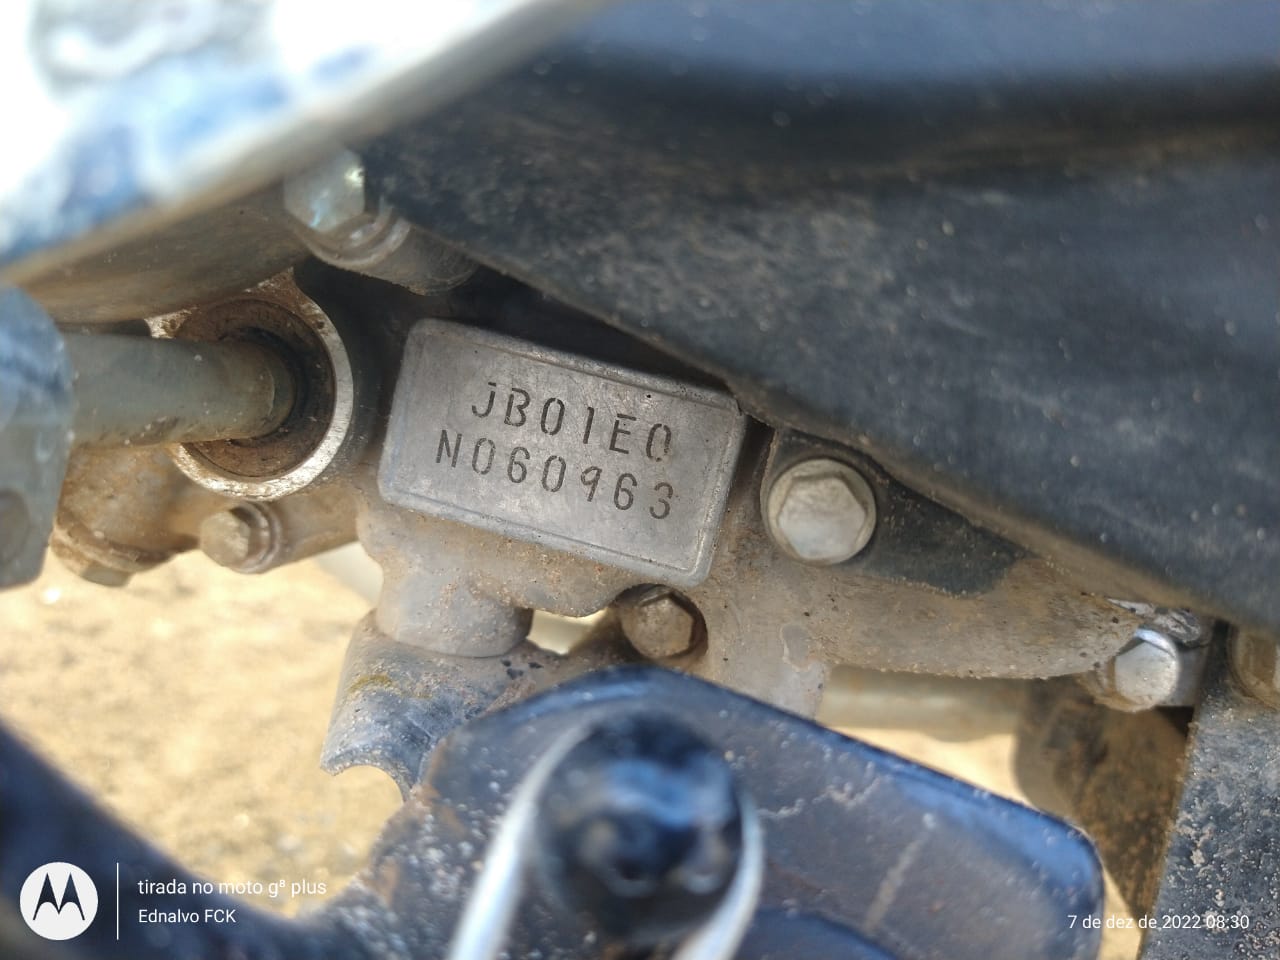 JB01E0
N060963
tirada no moto g⁸ plus
Ednalvo FCK
7 de dez de 2022 08:30